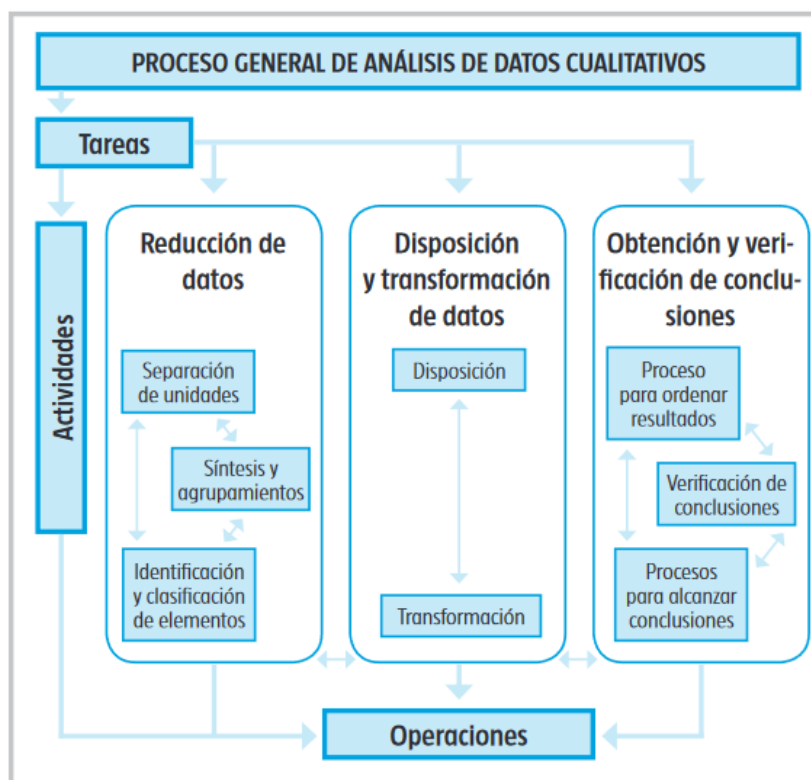 PROCESO GENERAL DE ANÁLISIS DE DATOS CUALITATIVOS
Tareas
Actividades
Reducción de
datos
Separación
de unidades
Síntesis y
agrupamientos
Identificación
y clasificación
de elementos
Disposición
y transformación
de datos
Disposición
Transformación
Obtención y veri-
ficación de conclu-
siones
Proceso
para ordenar
resultados
Verificación de
conclusiones
Procesos
para alcanzar
conclusiones
Operaciones